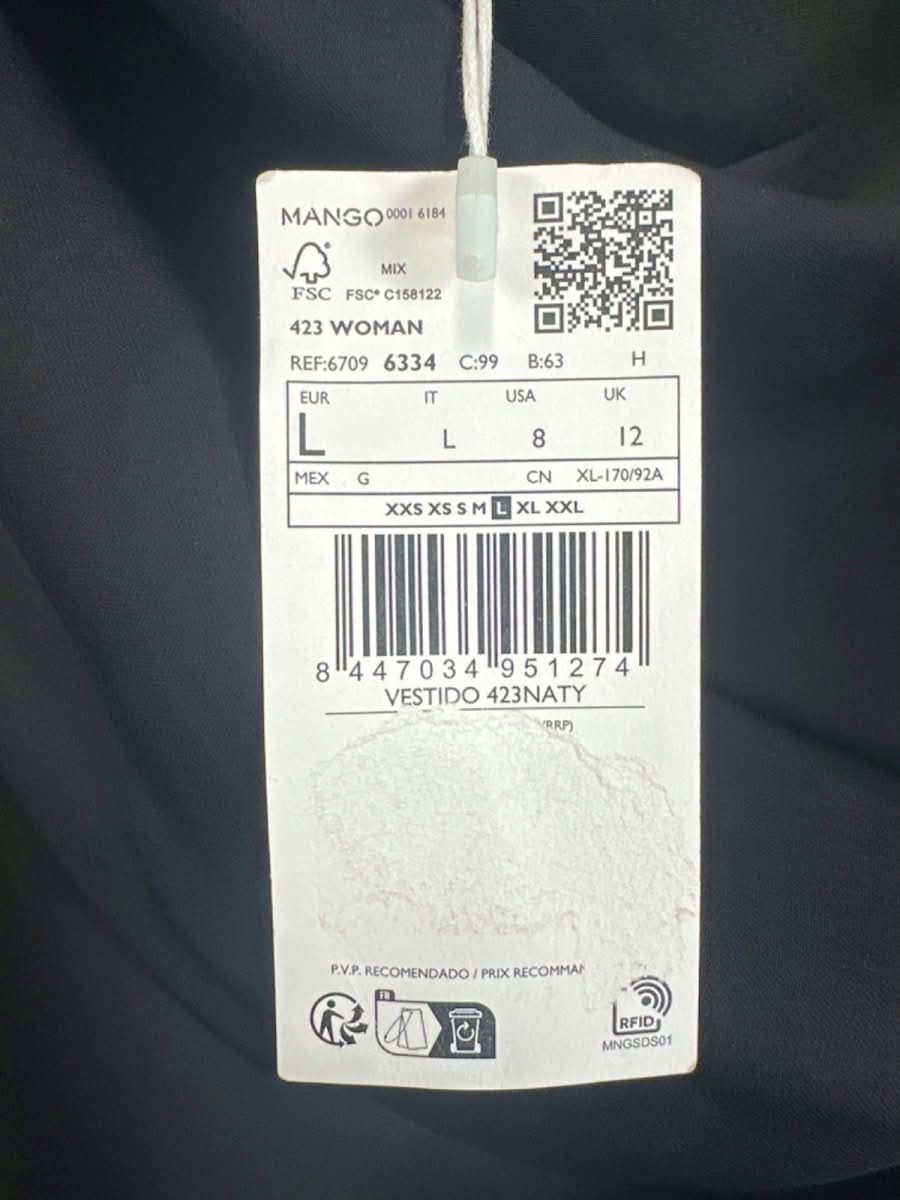 MANGO 0001 6184
MIX
FSC FSC® C158122
423 WOMAN
REF:6709 6334 C:99 B:63 H
EUR IT USA UK
L L 8 12
MEX G CN XL-170/92A
XXS XS S M L XL XXL
8 447034 951274
VESTIDO 423NATY
/RRP)
P.V.P. RECOMENDADO / PRIX
FR
RFID
MNGSDS01